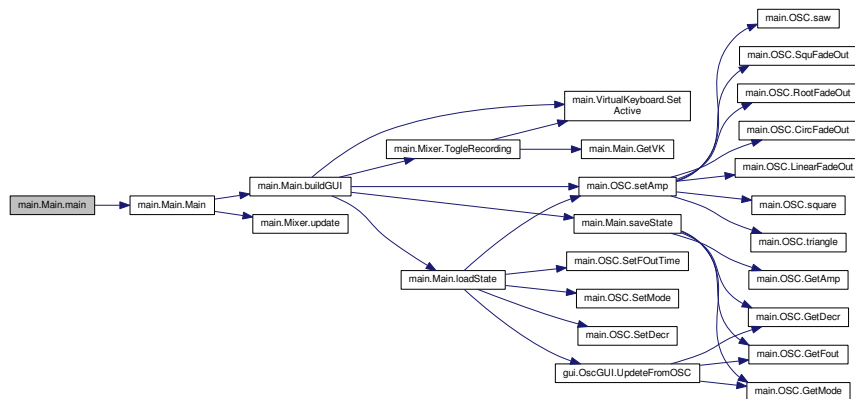 main.Main.main
main.Main.Main
main.Main.buildGUI
main.Mixer.update
main.Mixer.TogleRecording
main.Main.loadState
main.VirtualKeyboard.Set
Active
main.Main.GetVK
main.OSC.setAmp
main.Main.saveState
main.OSC.SetFOutTime
main.OSC.SetMode
main.OSC.SetDecr
gui.OscGUI.UpdeteFromOSC
main.OSC.saw
main.OSC.SquFadeOut
main.OSC.RootFadeOut
main.OSC.CircFadeOut
main.OSC.LinearFadeOut
main.OSC.square
main.OSC.triangle
main.OSC.GetAmp
main.OSC.GetDecr
main.OSC.GetFout
main.OSC.GetMode